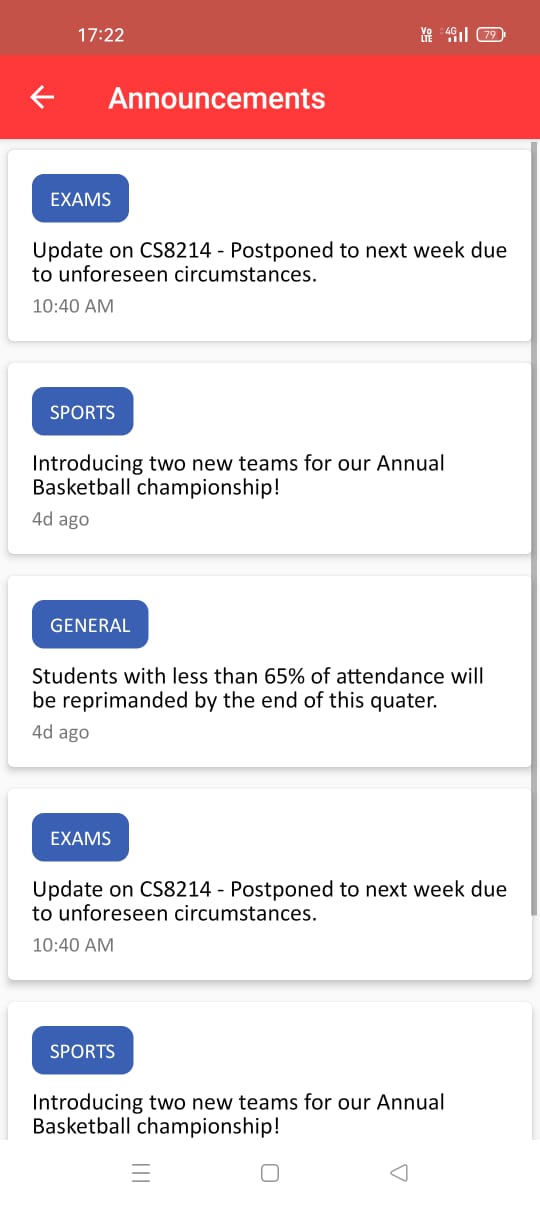 17:22
Vo LTE 4G 79
Announcements
EXAMS
Update on CS8214 - Postponed to next week due
to unforeseen circumstances.
10:40 AM
SPORTS
Introducing two new teams for our Annual
Basketball championship!
4d ago
GENERAL
Students with less than 65% of attendance will
be reprimanded by the end of this quater.
4d ago
EXAMS
Update on CS8214 - Postponed to next week due
to unforeseen circumstances.
10:40 AM
SPORTS
Introducing two new teams for our Annual
Basketball championship!